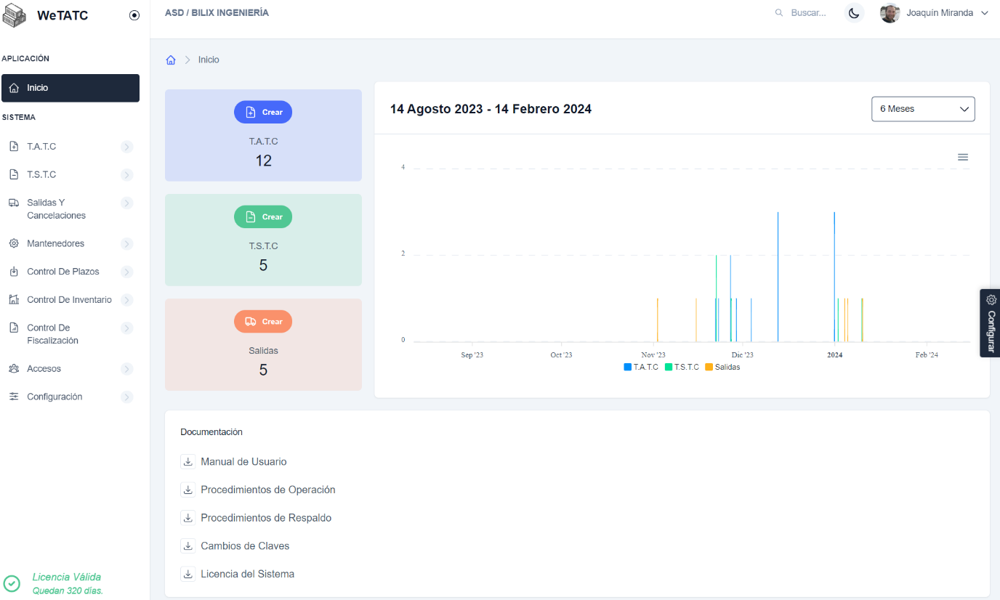 WeTATC
ASD / BILIX INGENIERÍA
Buscar...
Joaquín Miranda
APLICACIÓN
Inicio
SISTEMA
T.A.T.C
T.S.T.C
Salidas Y
Cancelaciones
Mantenedores
Control De Plazos
Control De Inventario
Control De
Fiscalización
Accesos
Configuración
Licencia Válida
Quedan 320 días.
Inicio
Crear
T.A.T.C
12
Crear
T.S.T.C
5
Crear
Salidas
5
14 Agosto 2023 - 14 Febrero 2024
6 Meses
4
2
0
Sep '23 Oct '23 Nov '23 Dic '23 2024 Feb '24
T.A.T.C T.S.T.C Salidas
Configurar
Documentación
Manual de Usuario
Procedimientos de Operación
Procedimientos de Respaldo
Cambios de Claves
Licencia del Sistema